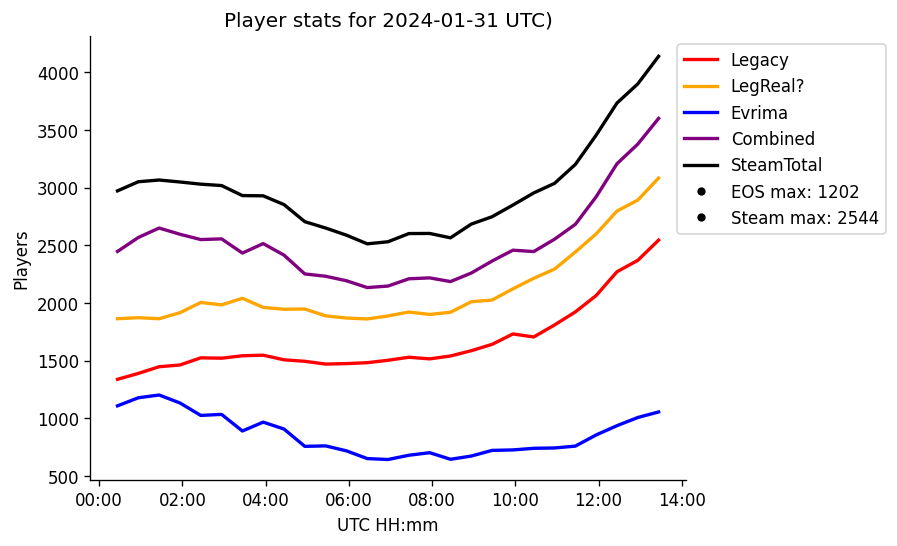 Player stats for 2024-01-31 UTC)
Players
4000
3500
3000
2500
2000
1500
1000
500
00:00 02:00 04:00 06:00 08:00 10:00 12:00 14:00
UTC HH:mm
Legacy
LegReal?
Evrima
Combined
SteamTotal
EOS max: 1202
Steam max: 2544